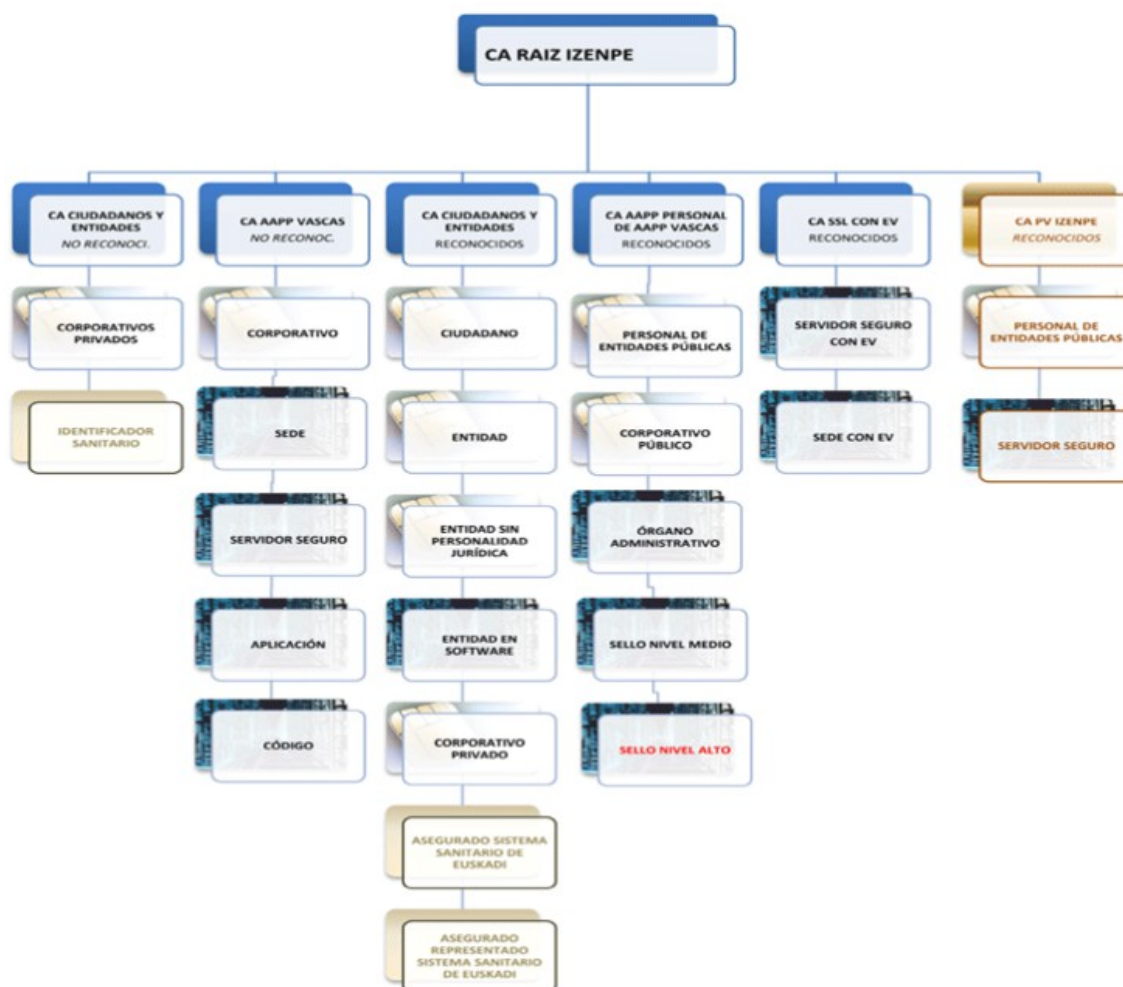 CA RAIZ IZENPE
CA CIUDADANOS Y
ENTIDADES
NO RECONOCI.
CORPORATIVOS
PRIVADOS
IDENTIFICADOR
SANITARIO
CA AAPP VASCAS
NO RECONOC.
CORPORATIVO
SEDE
SERVIDOR SEGURO
APLICACIÓN
CÓDIGO
CA CIUDADANOS Y
ENTIDADES
RECONOCIDOS
CIUDADANO
ENTIDAD
ENTIDAD SIN
PERSONALIDAD
JURÍDICA
ENTIDAD EN
SOFTWARE
CORPORATIVO
PRIVADO
ASEGURADO SISTEMA
SANITARIO DE
EUSKADI
ASEGURADO
REPRESENTADO
SISTEMA SANITARIO
DE EUSKADI
CA AAPP PERSONAL
DE AAPP VASCAS
RECONOCIDOS
PERSONAL DE
ENTIDADES PÚBLICAS
CORPORATIVO
PÚBLICO
ÓRGANO
ADMINISTRATIVO
SELLO NIVEL MEDIO
SELLO NIVEL ALTO
CA SSL CON EV
RECONOCIDOS
SERVIDOR SEGURO
CON EV
SEDE CON EV
CA PV IZENPE
RECONOCIDOS
PERSONAL DE
ENTIDADES PÚBLICAS
SERVIDOR SEGURO